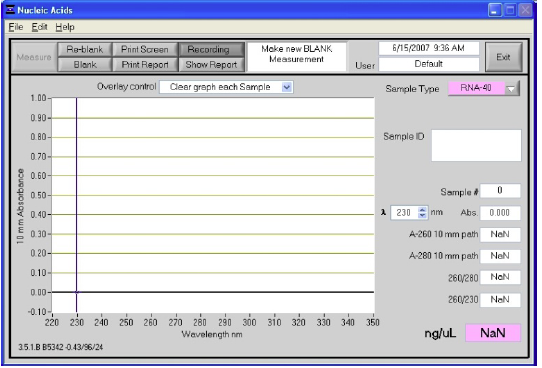 Nucleic Acids
File Edit Help
Measure
Re-blank Print Screen Recording
Blank Print Report Show Report
Make new BLANK
Measurement
6/15/2007 9:36 AM
User Default
Exit
Overlay control Clear graph each Sample
Sample Type RNA-40
Sample ID
Sample # 0
λ 230 nm Abs. 0.000
A-260 10 mm path NaN
A-280 10 mm path NaN
260/280 NaN
260/230 NaN
ng/uL NaN
10 mm Absorbance
1.00
0.90
0.80
0.70
0.60
0.50
0.40
0.30
0.20
0.10
0.00
-0.10
220 230 240 250 260 270 280 290 300 310 320 330 340 350
Wavelength nm
3.5.1.B B5342 -0.43/96/24